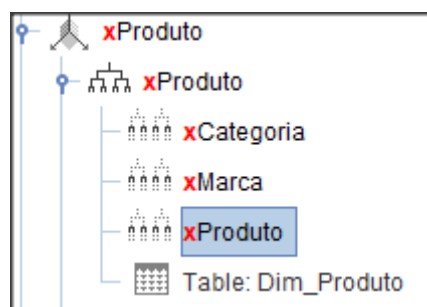 xProduto
xProduto
xCategoria
xMarca
xProduto
Table: Dim_Produto